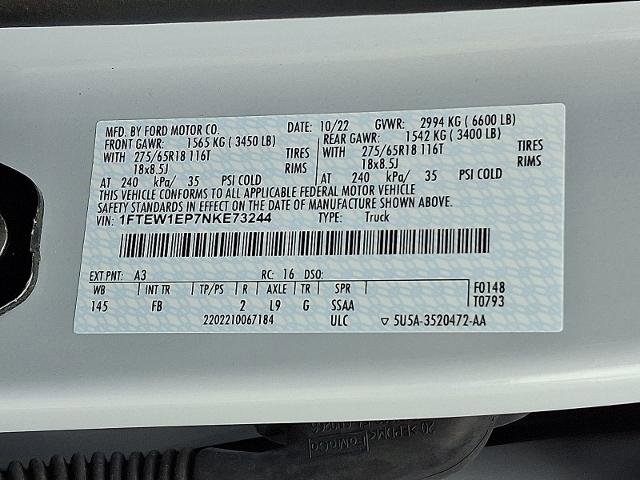 MFD. BY FORD MOTOR CO.
DATE: 10/22
GVWR: 2994 KG ( 6600 LB)
FRONT GAWR: 1565 KG ( 3450 LB)
REAR GAWR: 1542 KG ( 3400 LB)
WITH 275/65R18 116T TIRES
WITH 275/65R18 116T TIRES
18x8.5J RIMS
18x8.5J RIMS
AT 240 kPa/ 35 PSI COLD
AT 240 kPa/ 35 PSI COLD
THIS VEHICLE CONFORMS TO ALL APPLICABLE FEDERAL MOTOR VEHICLE
SAFETY STANDARDS IN EFFECT ON THE DATE OF MANUFACTURE SHOWN ABOVE.
VIN: 1FTEW1EP7NKE73244 TYPE: Truck
EXT PNT: A3 RC: 16 DSO:
WB INT TR TP/PS R AXLE TR SPR F0148
145 FB 2 L9 G SSAA T0793
2202210067184 ULC ▽ 5U5A-3520472-AA